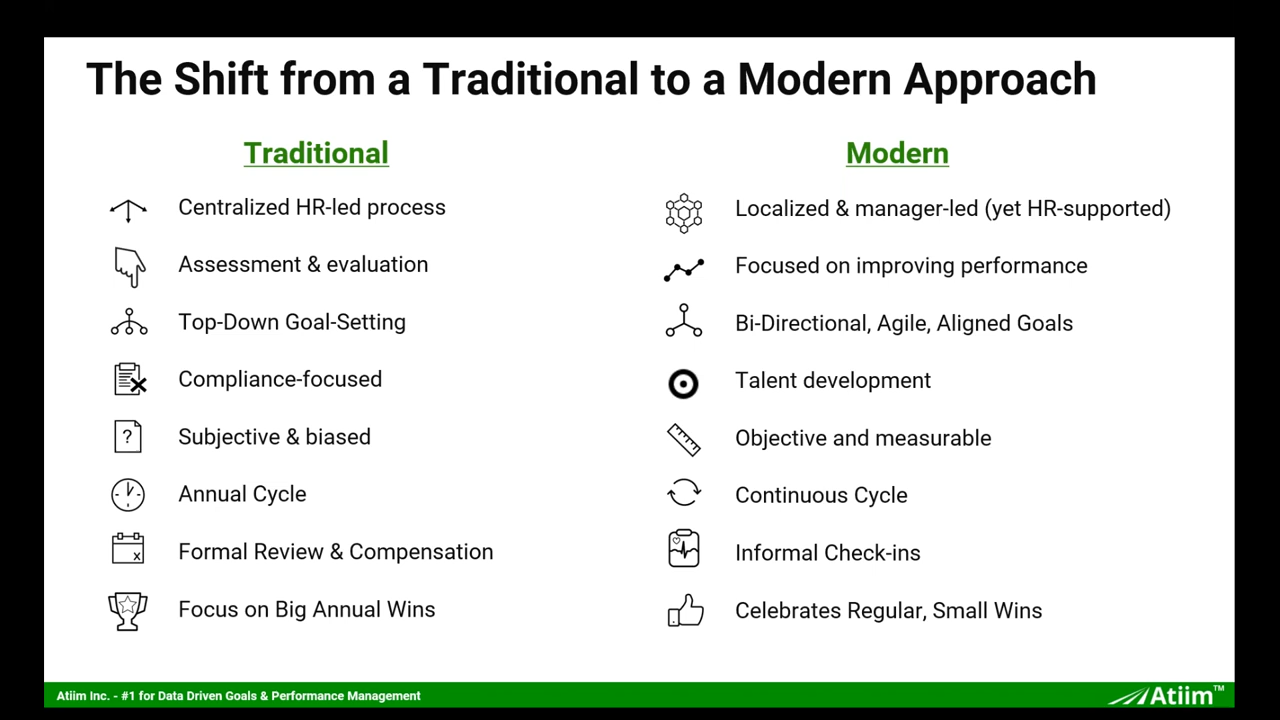 The Shift from a Traditional to a Modern Approach
Traditional
Centralized HR-led process
Assessment & evaluation
Top-Down Goal-Setting
Compliance-focused
?
Subjective & biased
Annual Cycle
x
Formal Review & Compensation
Focus on Big Annual Wins
Modern
Localized & manager-led (yet HR-supported)
Focused on improving performance
Bi-Directional, Agile, Aligned Goals
Talent development
Objective and measurable
Continuous Cycle
Informal Check-ins
Celebrates Regular, Small Wins
Atiim Inc. - #1 for Data Driven Goals & Performance Management
Atiim™